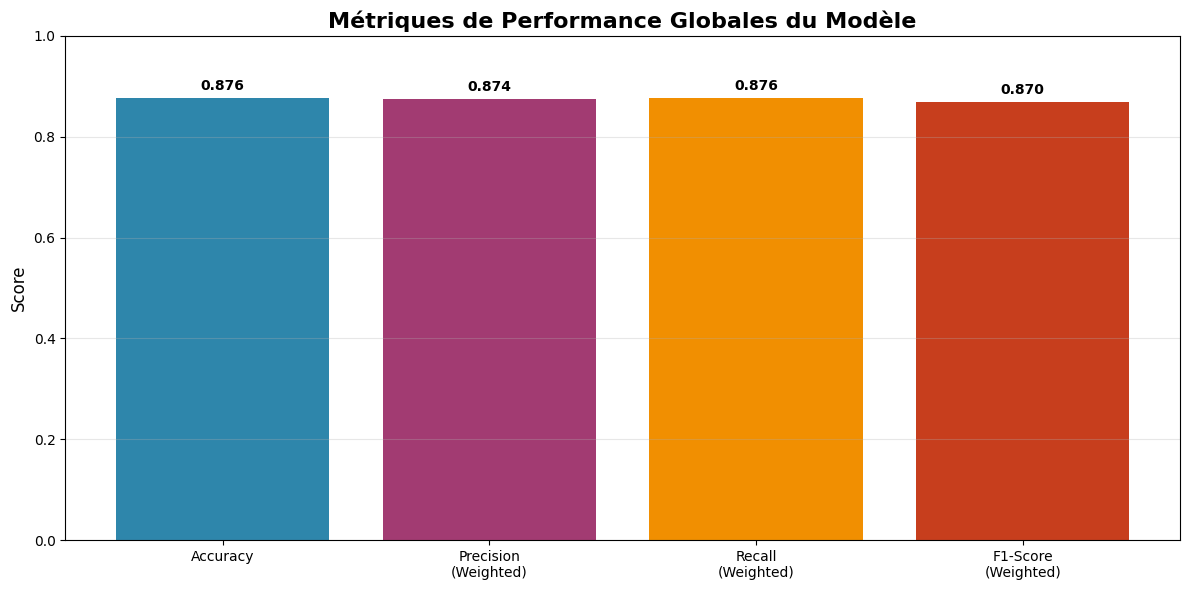 Métriques de Performance Globales du Modèle
1.0
0.8
0.6
0.4
0.2
0.0
Score
0.876
0.874
0.876
0.870
Accuracy
Precision
(Weighted)
Recall
(Weighted)
F1-Score
(Weighted)